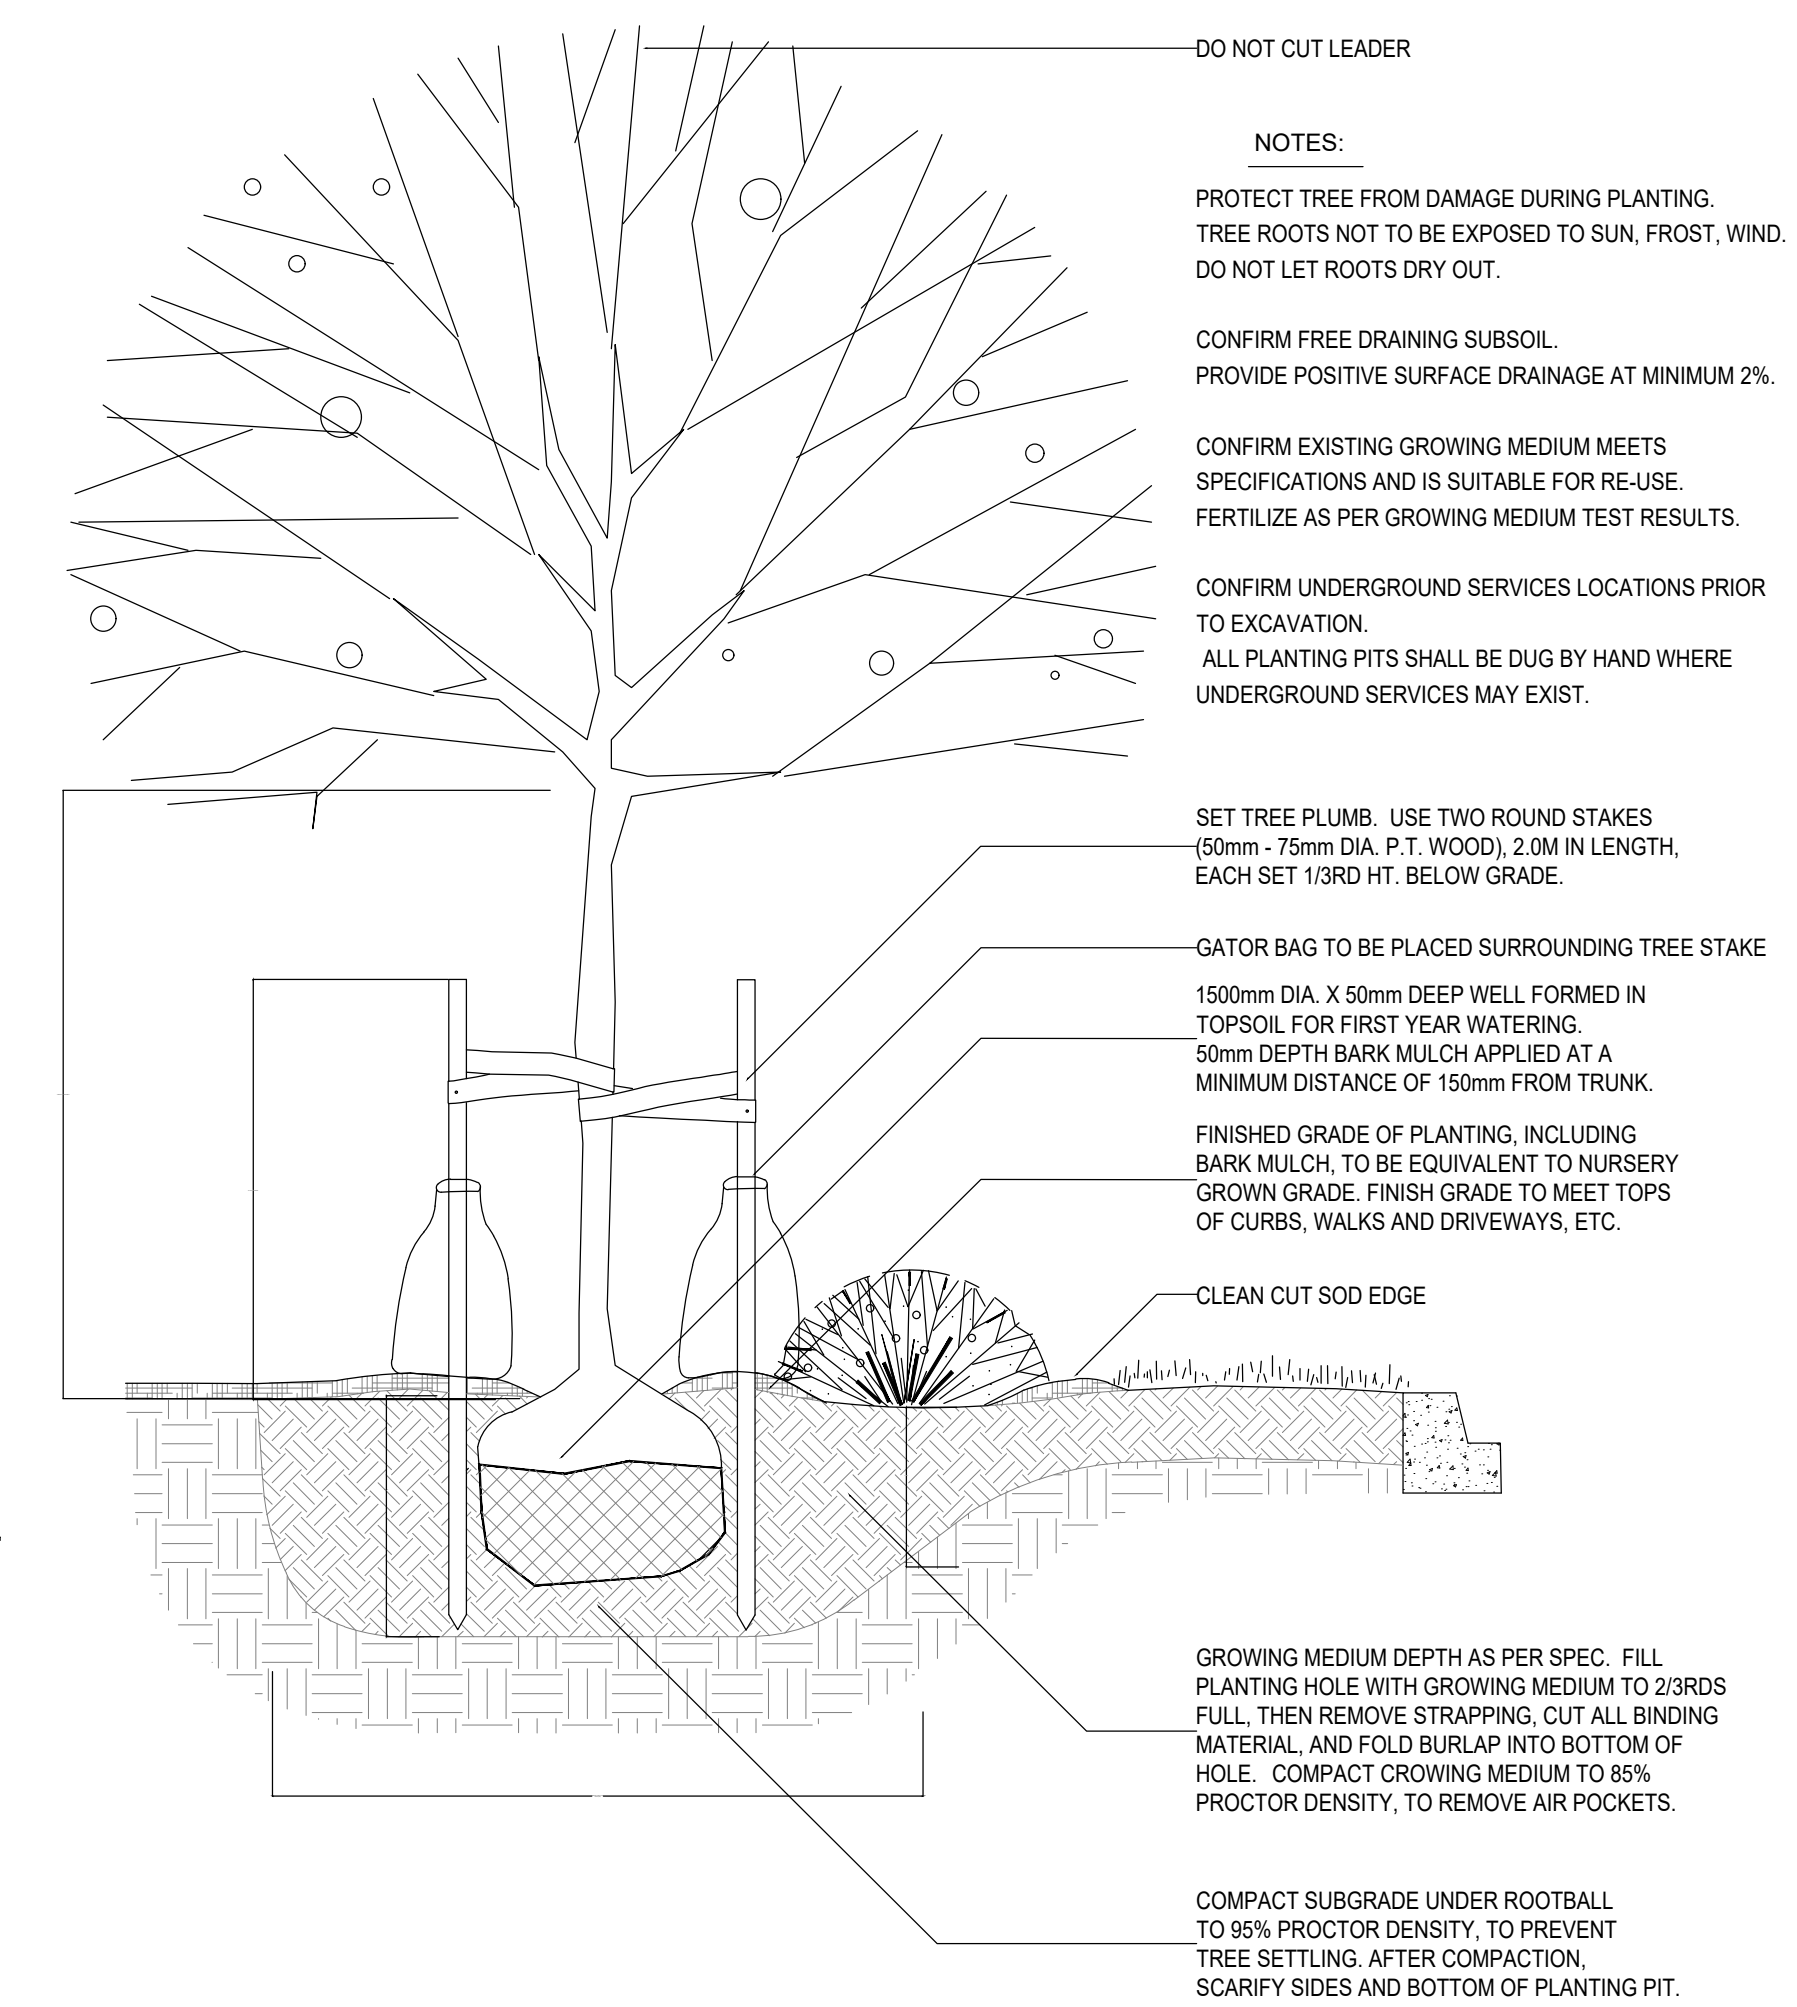 DO NOT CUT LEADER
NOTES:
PROTECT TREE FROM DAMAGE DURING PLANTING.
TREE ROOTS NOT TO BE EXPOSED TO SUN, FROST, WIND.
DO NOT LET ROOTS DRY OUT.
CONFIRM FREE DRAINING SUBSOIL.
PROVIDE POSITIVE SURFACE DRAINAGE AT MINIMUM 2%.
CONFIRM EXISTING GROWING MEDIUM MEETS
SPECIFICATIONS AND IS SUITABLE FOR RE-USE.
FERTILIZE AS PER GROWING MEDIUM TEST RESULTS.
CONFIRM UNDERGROUND SERVICES LOCATIONS PRIOR
TO EXCAVATION.
ALL PLANTING PITS SHALL BE DUG BY HAND WHERE
UNDERGROUND SERVICES MAY EXIST.
SET TREE PLUMB. USE TWO ROUND STAKES
(50mm - 75mm DIA. P.T. WOOD), 2.0M IN LENGTH,
EACH SET 1/3RD HT. BELOW GRADE.
GATOR BAG TO BE PLACED SURROUNDING TREE STAKE
1500mm DIA. X 50mm DEEP WELL FORMED IN
TOPSOIL FOR FIRST YEAR WATERING.
50mm DEPTH BARK MULCH APPLIED AT A
MINIMUM DISTANCE OF 150mm FROM TRUNK.
FINISHED GRADE OF PLANTING, INCLUDING
BARK MULCH, TO BE EQUIVALENT TO NURSERY
GROWN GRADE. FINISH GRADE TO MEET TOPS
OF CURBS, WALKS AND DRIVEWAYS, ETC.
CLEAN CUT SOD EDGE
GROWING MEDIUM DEPTH AS PER SPEC. FILL
PLANTING HOLE WITH GROWING MEDIUM TO 2/3RDS
FULL, THEN REMOVE STRAPPING, CUT ALL BINDING
MATERIAL, AND FOLD BURLAP INTO BOTTOM OF
HOLE. COMPACT CROWING MEDIUM TO 85%
PROCTOR DENSITY, TO REMOVE AIR POCKETS.
COMPACT SUBGRADE UNDER ROOTBALL
TO 95% PROCTOR DENSITY, TO PREVENT
TREE SETTLING. AFTER COMPACTION,
SCARIFY SIDES AND BOTTOM OF PLANTING PIT.